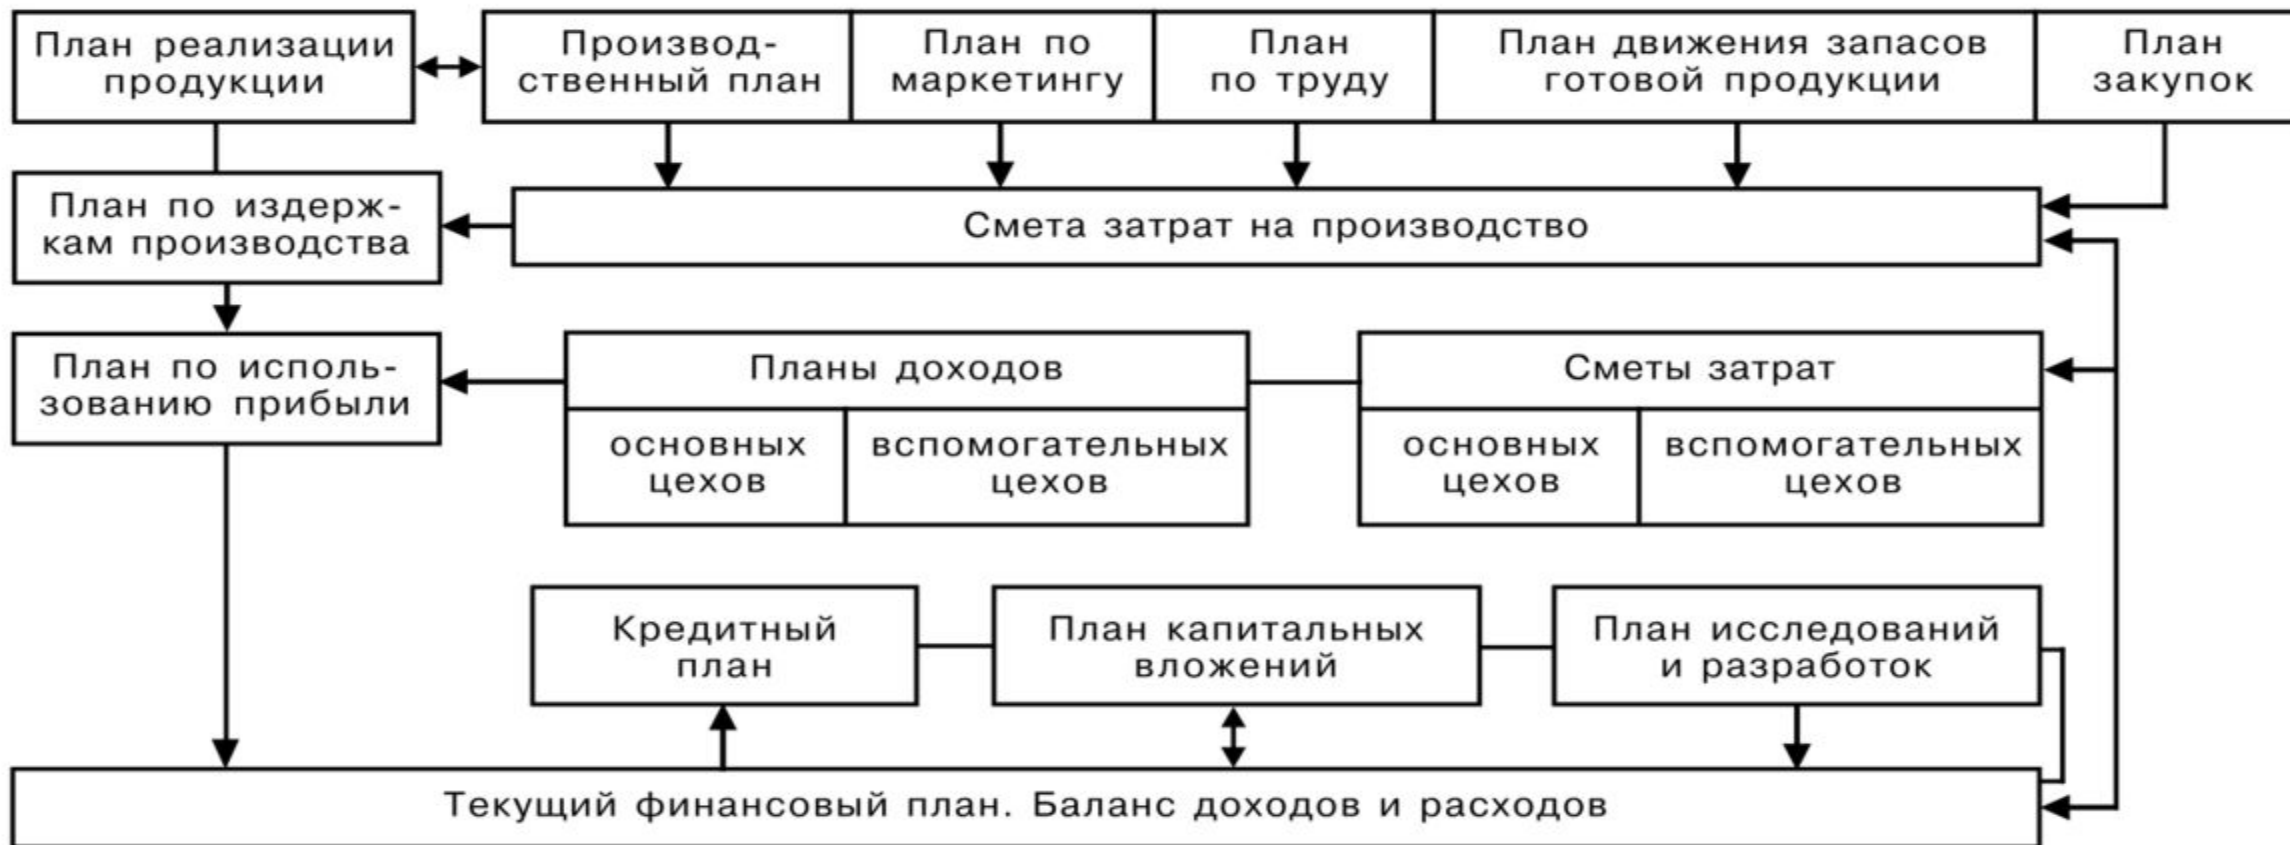 План реализации
продукции
Производ-
ственный план
План по
маркетингу
План
по труду
План движения запасов
готовой продукции
План
закупок
План по издерж-
кам производства
Смета затрат на производство
План по исполь-
зованию прибыли
Планы доходов
основных
цехов
вспомогательных
цехов
Сметы затрат
основных
цехов
вспомогательных
цехов
Кредитный
план
План капитальных
вложений
План исследований
и разработок
Текущий финансовый план. Баланс доходов и расходов